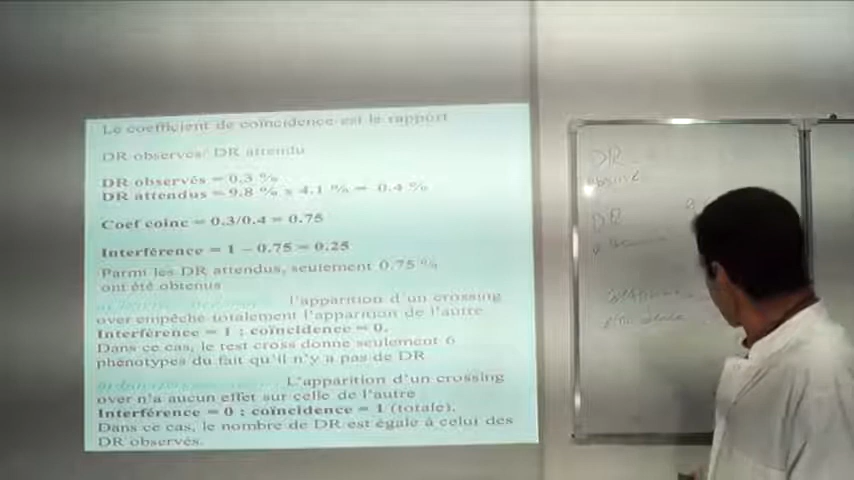 Le coefficient de coïncidence est le rapport
DR observés/ DR attendu
DR observés = 0.3 %
DR attendus = 9.8 % x 4.1 % = 0.4 %
Coef coinc = 0.3/0.4 = 0.75
Interférence = 1 – 0.75 = 0.25
Parmi les DR attendus, seulement 0.75 %
ont été obtenus
l'apparition d'un crossing
over empêche totalement l'apparition de l'autre
Interférence = 1 ; coïncidence = 0.
Dans ce cas, le test cross donne seulement 6
phénotypes du fait qu'il n'y a pas de DR
L'apparition d'un crossing
over n'a aucun effet sur celle de l'autre
Interférence = 0 ; coïncidence = 1 (totale).
Dans ce cas, le nombre de DR est égale à celui des
DR observés.
DR
DR